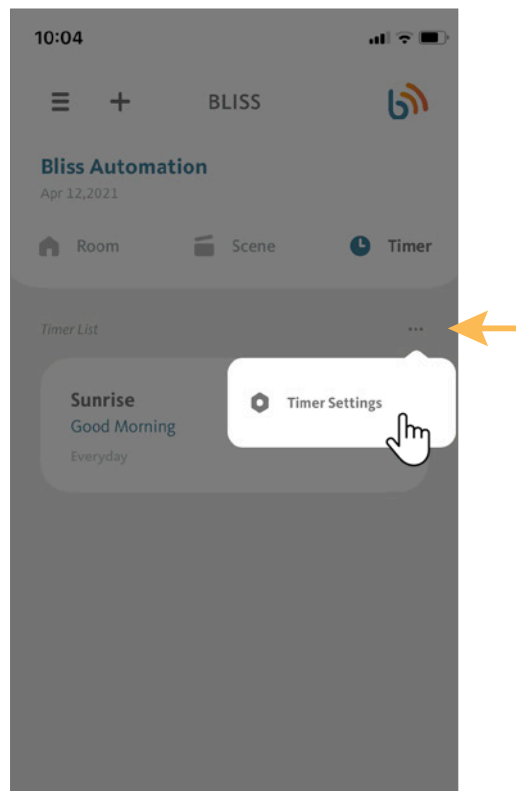 10:04
BLISS
Bliss Automation
Apr 12,2021
Room Scene Timer
Timer List
Sunrise
Timer Settings
Good Morning
Everyday